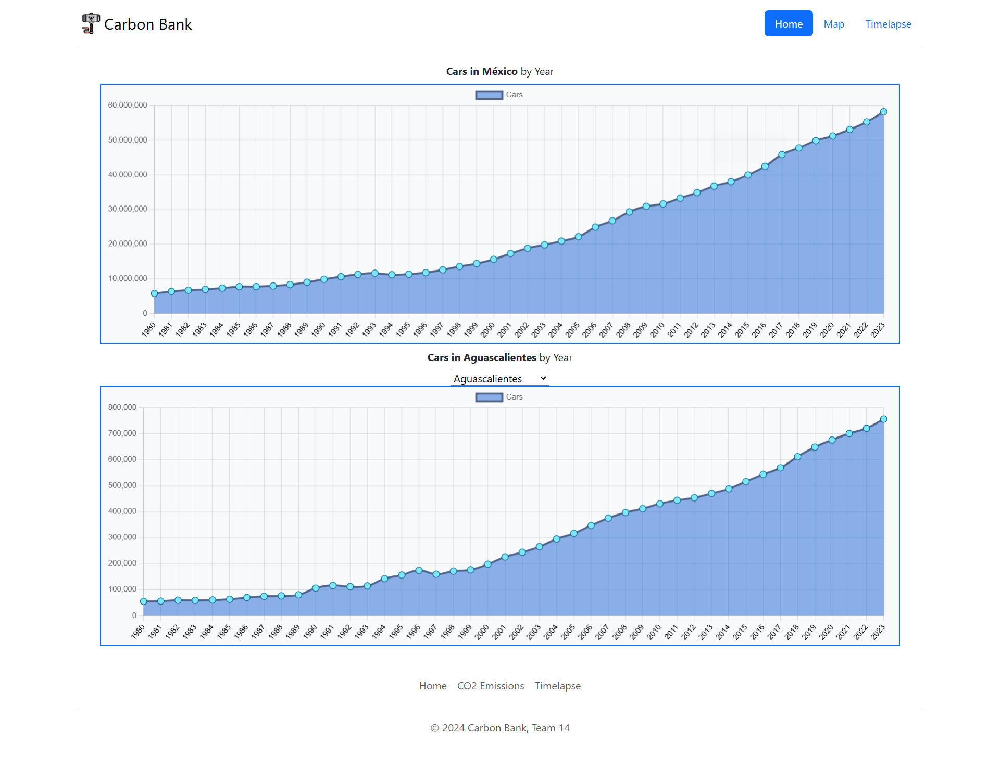 Carbon Bank
Home Map Timelapse
Cars in México by Year
Cars
60,000,000
50,000,000
40,000,000
30,000,000
20,000,000
10,000,000
0
1980 1981 1982 1983 1984 1985 1986 1987 1988 1989 1990 1991 1992 1993 1994 1995 1996 1997 1998 1999 2000 2001 2002 2003 2004 2005 2006 2007 2008 2009 2010 2011 2012 2013 2014 2015 2016 2017 2018 2019 2020 2021 2022 2023
Cars in Aguascalientes by Year
Aguascalientes
Cars
800,000
700,000
600,000
500,000
400,000
300,000
200,000
100,000
0
1980 1981 1982 1983 1984 1985 1986 1987 1988 1989 1990 1991 1992 1993 1994 1995 1996 1997 1998 1999 2000 2001 2002 2003 2004 2005 2006 2007 2008 2009 2010 2011 2012 2013 2014 2015 2016 2017 2018 2019 2020 2021 2022 2023
Home CO2 Emissions Timelapse
© 2024 Carbon Bank, Team 14